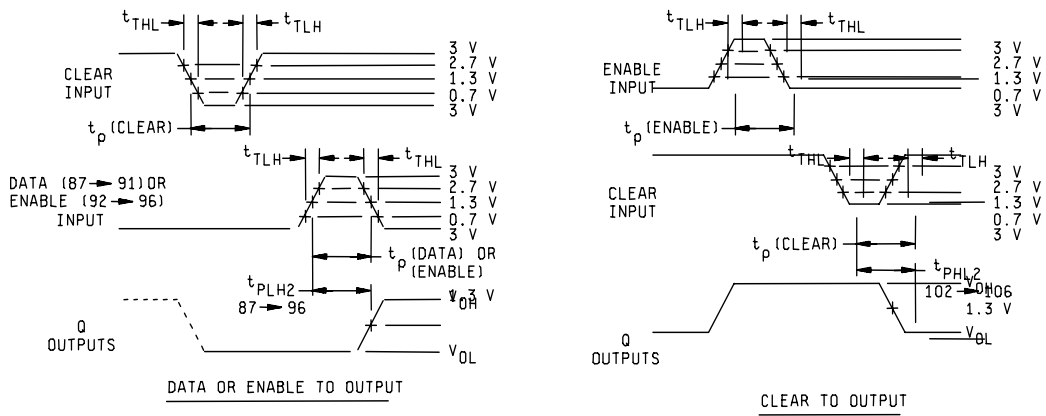 tTHL tTLH
CLEAR INPUT
3 V
2.7 V
1.3 V
0.7 V
3 V
tp(CLEAR)
tTLH tTHL
DATA (87→91)OR
ENABLE (92→96)
INPUT
3 V
2.7 V
1.3 V
0.7 V
3 V
tp(DATA) OR
(ENABLE)
tPLH2
87→96
VOH
1.3 V
Q
OUTPUTS
VOL
DATA OR ENABLE TO OUTPUT
tTLH tTHL
ENABLE INPUT
3 V
2.7 V
1.3 V
0.7 V
3 V
tp(ENABLE)
tTHL tTLH
CLEAR
INPUT
3 V
2.7 V
1.3 V
0.7 V
3 V
tp(CLEAR)
tPHL2
102→106
VOH
1.3 V
Q
OUTPUTS
VOL
CLEAR TO OUTPUT